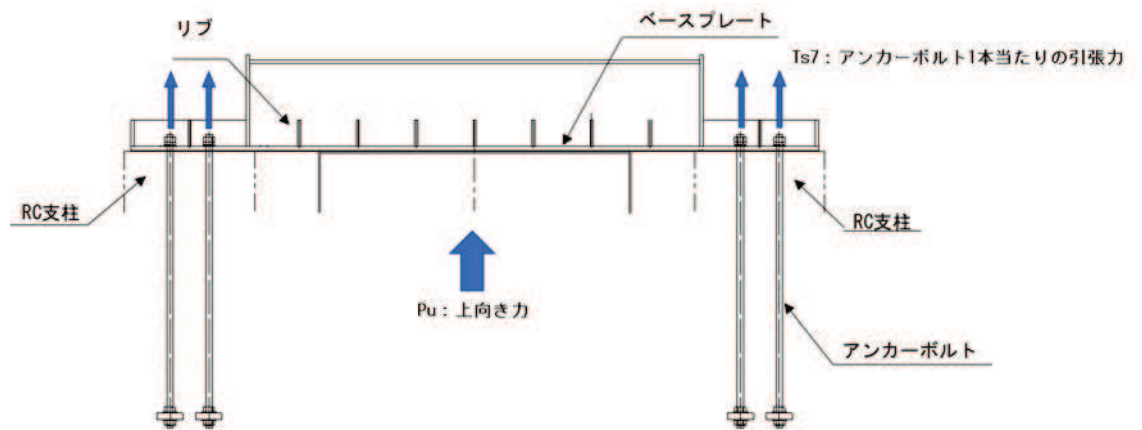 リブ
ベースプレート
Ts7：アンカーボルト1本当たりの引張力
RC支柱
RC支柱
Pu：上向き力
アンカーボルト